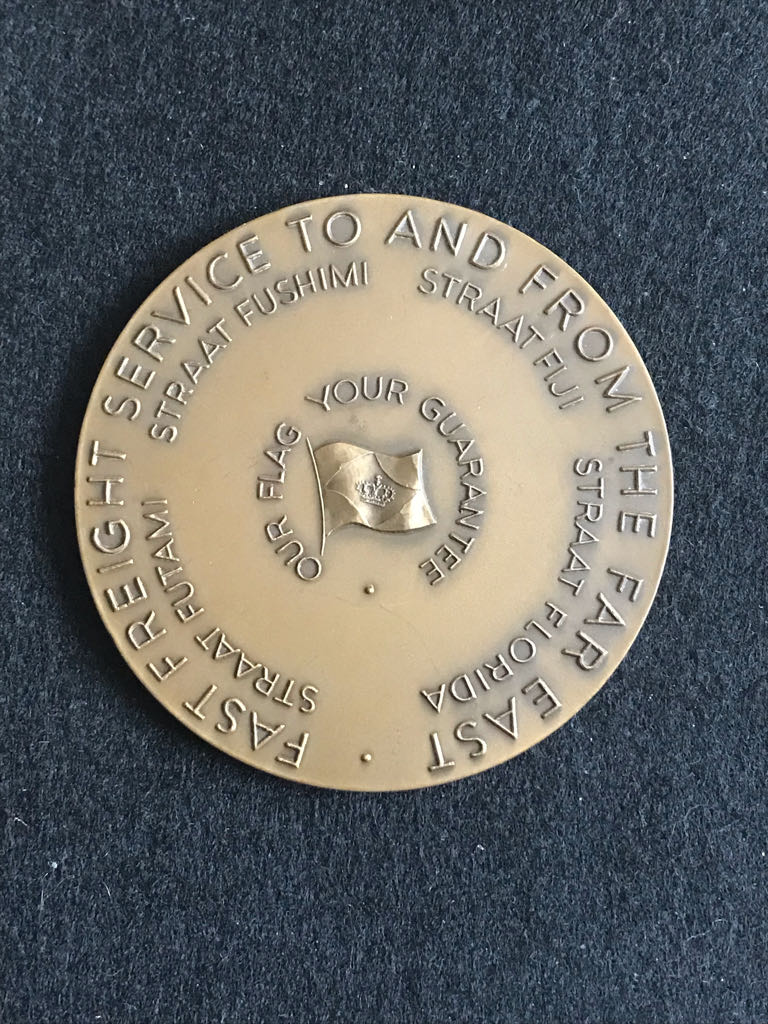 FAST FREIGHT SERVICE TO AND FROM THE FAR EAST
STRAAT FUTAMI
STRAAT FUSHIMI
STRAAT FIJI
STRAAT FLORIDA
OUR FLAG YOUR GUARANTEE